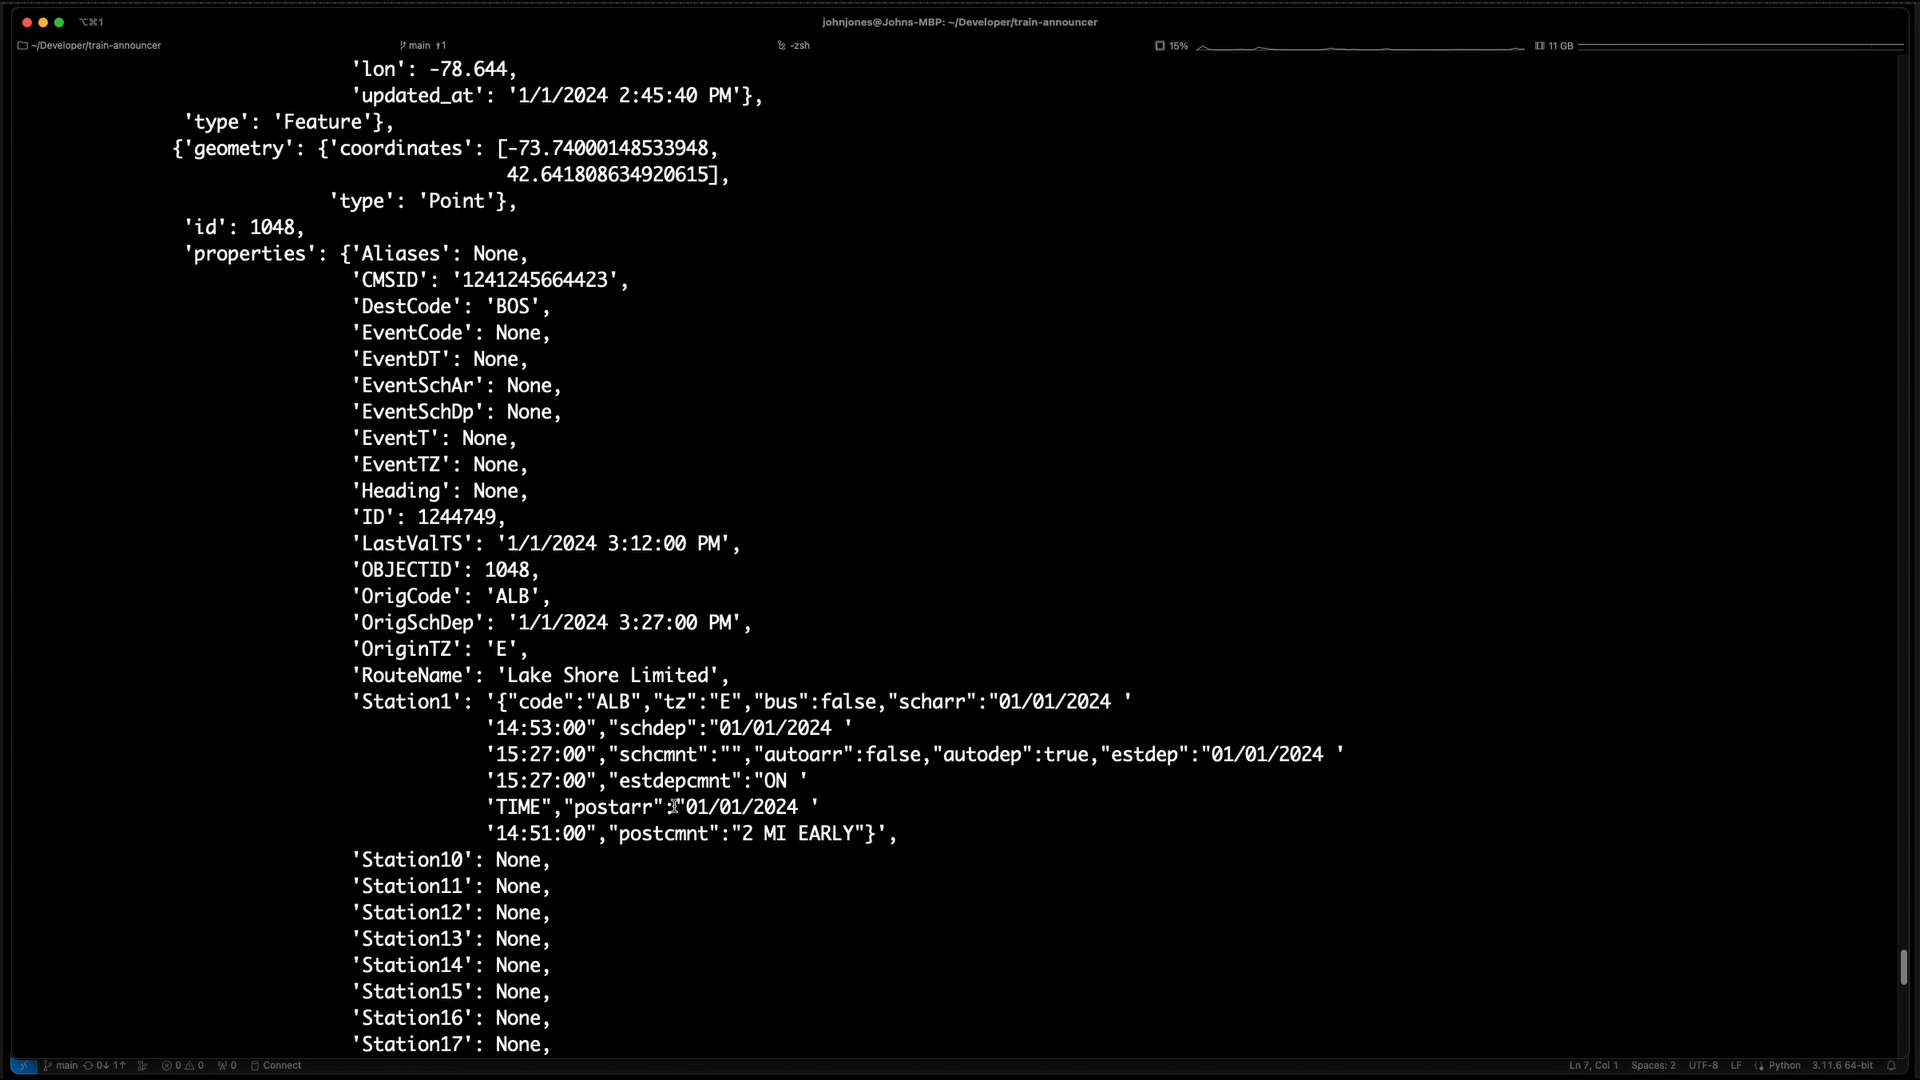 ⌥⌘1
johnjones@Johns-MBP: ~/Developer/train-announcer
~/Developer/train-announcer
main ↑1
-zsh
15%
11 GB
'lon': -78.644,
'updated_at': '1/1/2024 2:45:40 PM'},
'type': 'Feature'},
{'geometry': {'coordinates': [-73.74000148533948,
42.641808634920615],
'type': 'Point'},
'id': 1048,
'properties': {'Aliases': None,
'CMSID': '1241245664423',
'DestCode': 'BOS',
'EventCode': None,
'EventDT': None,
'EventSchAr': None,
'EventSchDp': None,
'EventT': None,
'EventTZ': None,
'Heading': None,
'ID': 1244749,
'LastValTS': '1/1/2024 3:12:00 PM',
'OBJECTID': 1048,
'OrigCode': 'ALB',
'OrigSchDep': '1/1/2024 3:27:00 PM',
'OriginTZ': 'E',
'RouteName': 'Lake Shore Limited',
'Station1': '{"code":"ALB","tz":"E","bus":false,"scharr":"01/01/2024 '
'14:53:00","schdep":"01/01/2024 '
'15:27:00","schcmnt":"","autoarr":false,"autodep":true,"estdep":"01/01/2024 '
'15:27:00","estdepcmnt":"ON '
'TIME","postarr":"01/01/2024 '
'14:51:00","postcmnt":"2 MI EARLY"}',
'Station10': None,
'Station11': None,
'Station12': None,
'Station13': None,
'Station14': None,
'Station15': None,
'Station16': None,
'Station17': None,
main 0↓ 1↑ 0 0 0 Connect
Ln 7, Col 1 Spaces: 2 UTF-8 LF Python 3.11.6 64-bit